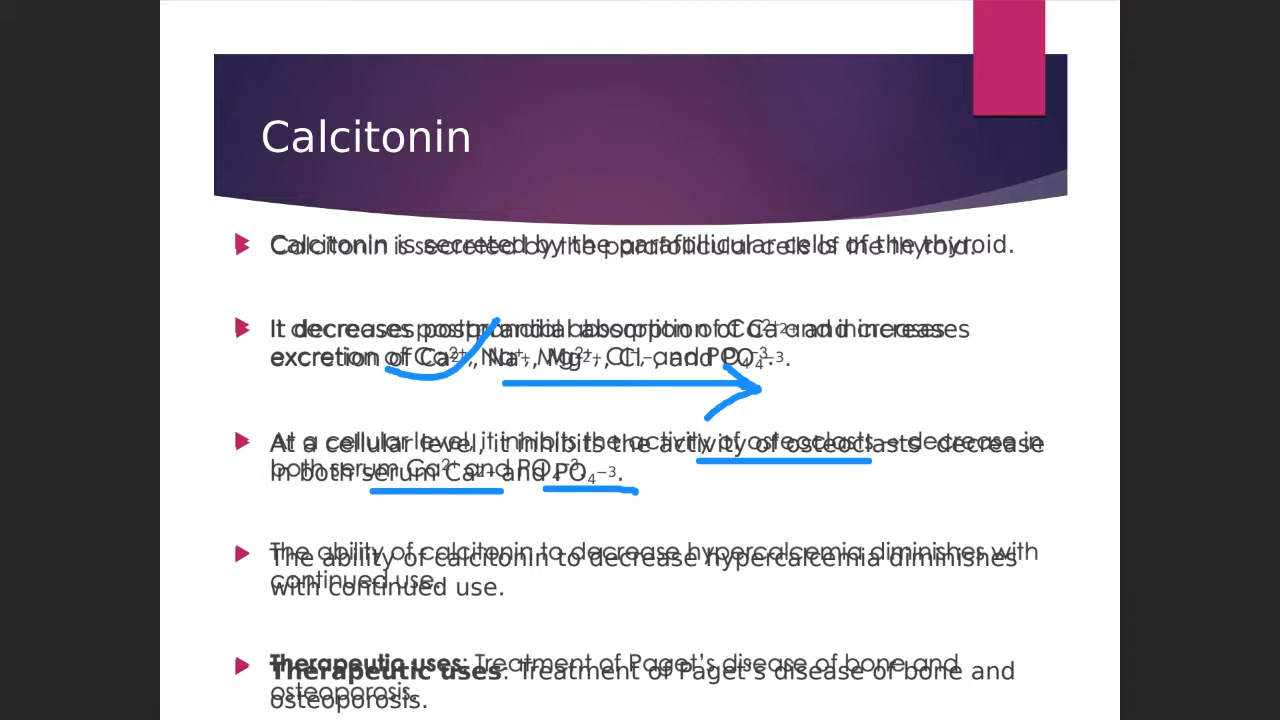 Calcitonin
Calcitonin is secreted by the parafollicular cells of the thyroid.
It decreases postprandial absorption of Ca2+ and increases
excretion of Ca2+, Na+, Mg2+, Cl−, and PO4−3.
At a cellular level, it inhibits the activity of osteoclasts decrease
in both serum Ca2+ and PO4−3.
The ability of calcitonin to decrease hypercalcemia diminishes
with continued use.
Therapeutic uses: Treatment of Paget's disease of bone and
osteoporosis.